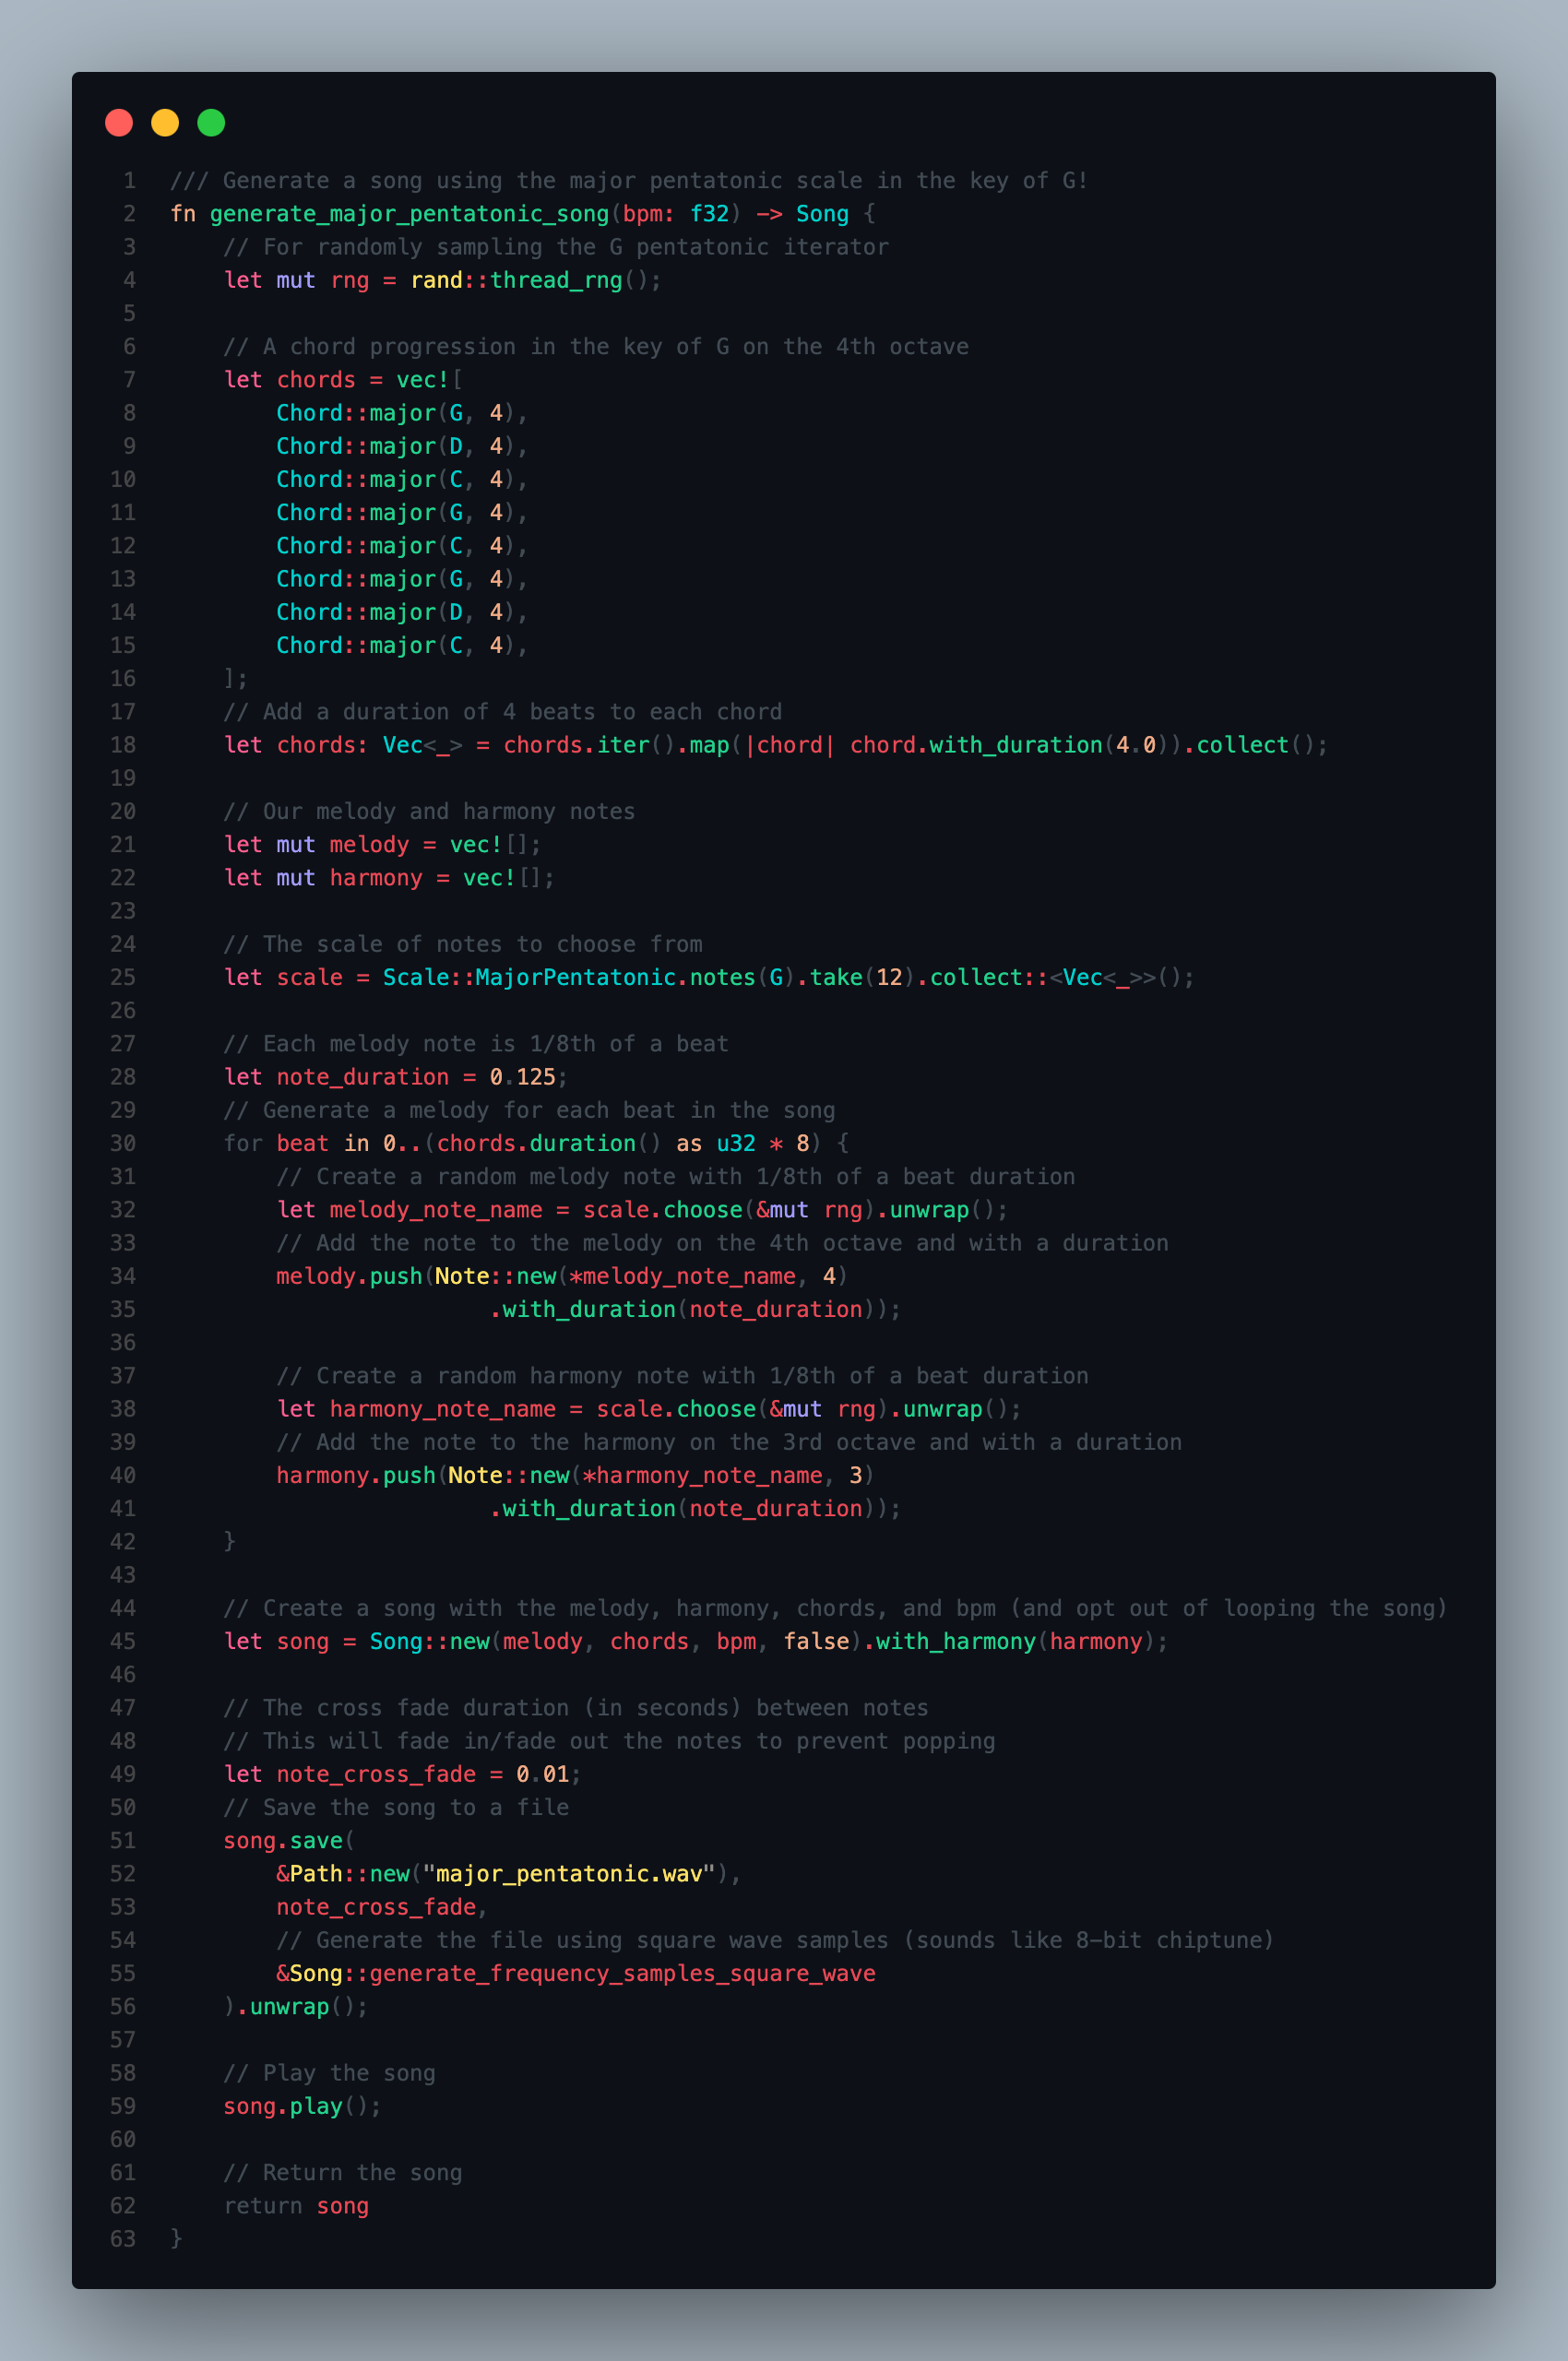 1 /// Generate a song using the major pentatonic scale in the key of G!
2 fn generate_major_pentatonic_song(bpm: f32) -> Song {
3     // For randomly sampling the G pentatonic iterator
4     let mut rng = rand::thread_rng();
5
6     // A chord progression in the key of G on the 4th octave
7     let chords = vec![
8         Chord::major(G, 4),
9         Chord::major(D, 4),
10         Chord::major(C, 4),
11         Chord::major(G, 4),
12         Chord::major(C, 4),
13         Chord::major(G, 4),
14         Chord::major(D, 4),
15         Chord::major(C, 4),
16     ];
17     // Add a duration of 4 beats to each chord
18     let chords: Vec<_> = chords.iter().map(|chord| chord.with_duration(4.0)).collect();
19
20     // Our melody and harmony notes
21     let mut melody = vec![];
22     let mut harmony = vec![];
23
24     // The scale of notes to choose from
25     let scale = Scale::MajorPentatonic.notes(G).take(12).collect::<Vec<_>>();
26
27     // Each melody note is 1/8th of a beat
28     let note_duration = 0.125;
29     // Generate a melody for each beat in the song
30     for beat in 0..(chords.duration() as u32 * 8) {
31         // Create a random melody note with 1/8th of a beat duration
32         let melody_note_name = scale.choose(&mut rng).unwrap();
33         // Add the note to the melody on the 4th octave and with a duration
34         melody.push(Note::new(*melody_note_name, 4)
35                         .with_duration(note_duration));
36
37         // Create a random harmony note with 1/8th of a beat duration
38         let harmony_note_name = scale.choose(&mut rng).unwrap();
39         // Add the note to the harmony on the 3rd octave and with a duration
40         harmony.push(Note::new(*harmony_note_name, 3)
41                         .with_duration(note_duration));
42     }
43
44     // Create a song with the melody, harmony, chords, and bpm (and opt out of looping the song)
45     let song = Song::new(melody, chords, bpm, false).with_harmony(harmony);
46
47     // The cross fade duration (in seconds) between notes
48     // This will fade in/fade out the notes to prevent popping
49     let note_cross_fade = 0.01;
50     // Save the song to a file
51     song.save(
52         &Path::new("major_pentatonic.wav"),
53         note_cross_fade,
54         // Generate the file using square wave samples (sounds like 8-bit chiptune)
55         &Song::generate_frequency_samples_square_wave
56     ).unwrap();
57
58     // Play the song
59     song.play();
60
61     // Return the song
62     return song
63 }